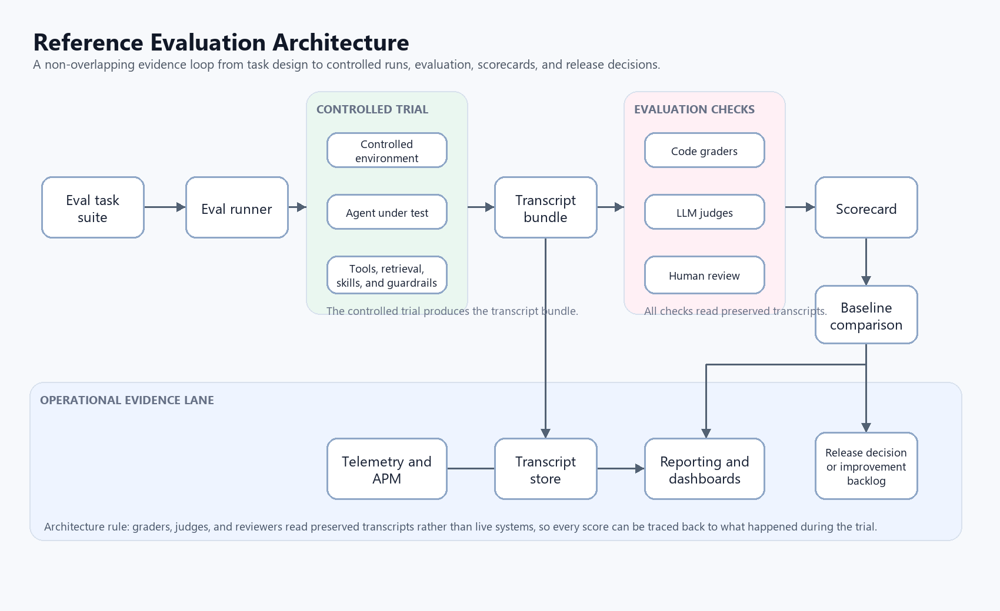 Reference Evaluation Architecture
A non-overlapping evidence loop from task design to controlled runs, evaluation, scorecards, and release decisions.
Eval task
suite
Eval runner
CONTROLLED TRIAL
Controlled
environment
Agent under test
Tools, retrieval,
skills, and guardrails
The controlled trial produces the transcript bundle.
Transcript
bundle
EVALUATION CHECKS
Code graders
LLM judges
Human review
All checks read preserved transcripts.
Scorecard
Baseline
comparison
OPERATIONAL EVIDENCE LANE
Telemetry and
APM
Transcript
store
Reporting and
dashboards
Release decision
or improvement
backlog
Architecture rule: graders, judges, and reviewers read preserved transcripts rather than live systems, so every score can be traced back to what happened during the trial.